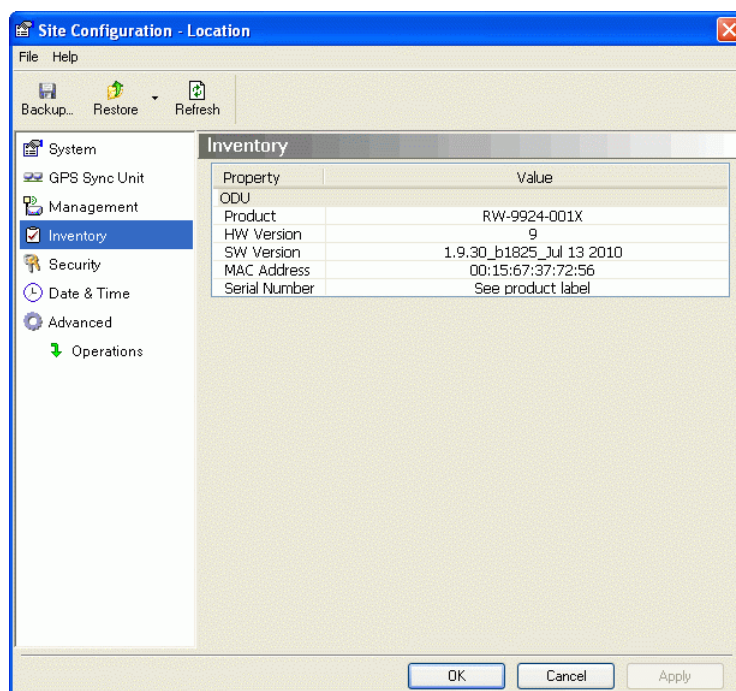 Site Configuration - Location
File Help
Backup... Restore Refresh
System
GPS Sync Unit
Management
Inventory
Security
Date & Time
Advanced
Operations
Inventory
Property Value
ODU
Product RW-9924-001X
HW Version 9
SW Version 1.9.30_b1825_Jul 13 2010
MAC Address 00:15:67:37:72:56
Serial Number See product label
OK Cancel Apply